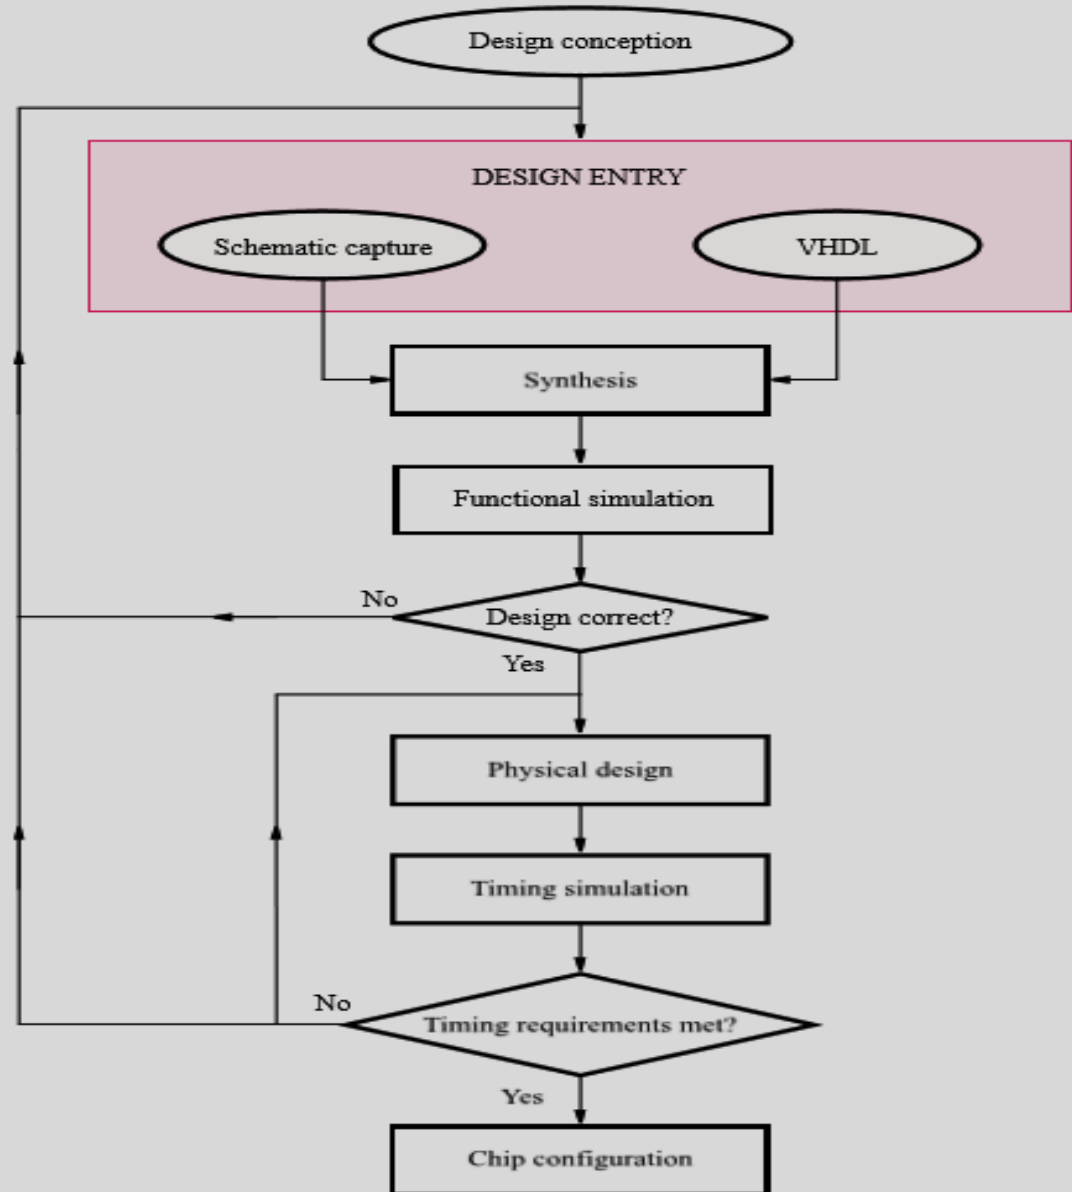 Design conception
DESIGN ENTRY
Schematic capture
VHDL
Synthesis
Functional simulation
No
Design correct?
Yes
Physical design
Timing simulation
No
Timing requirements met?
Yes
Chip configuration